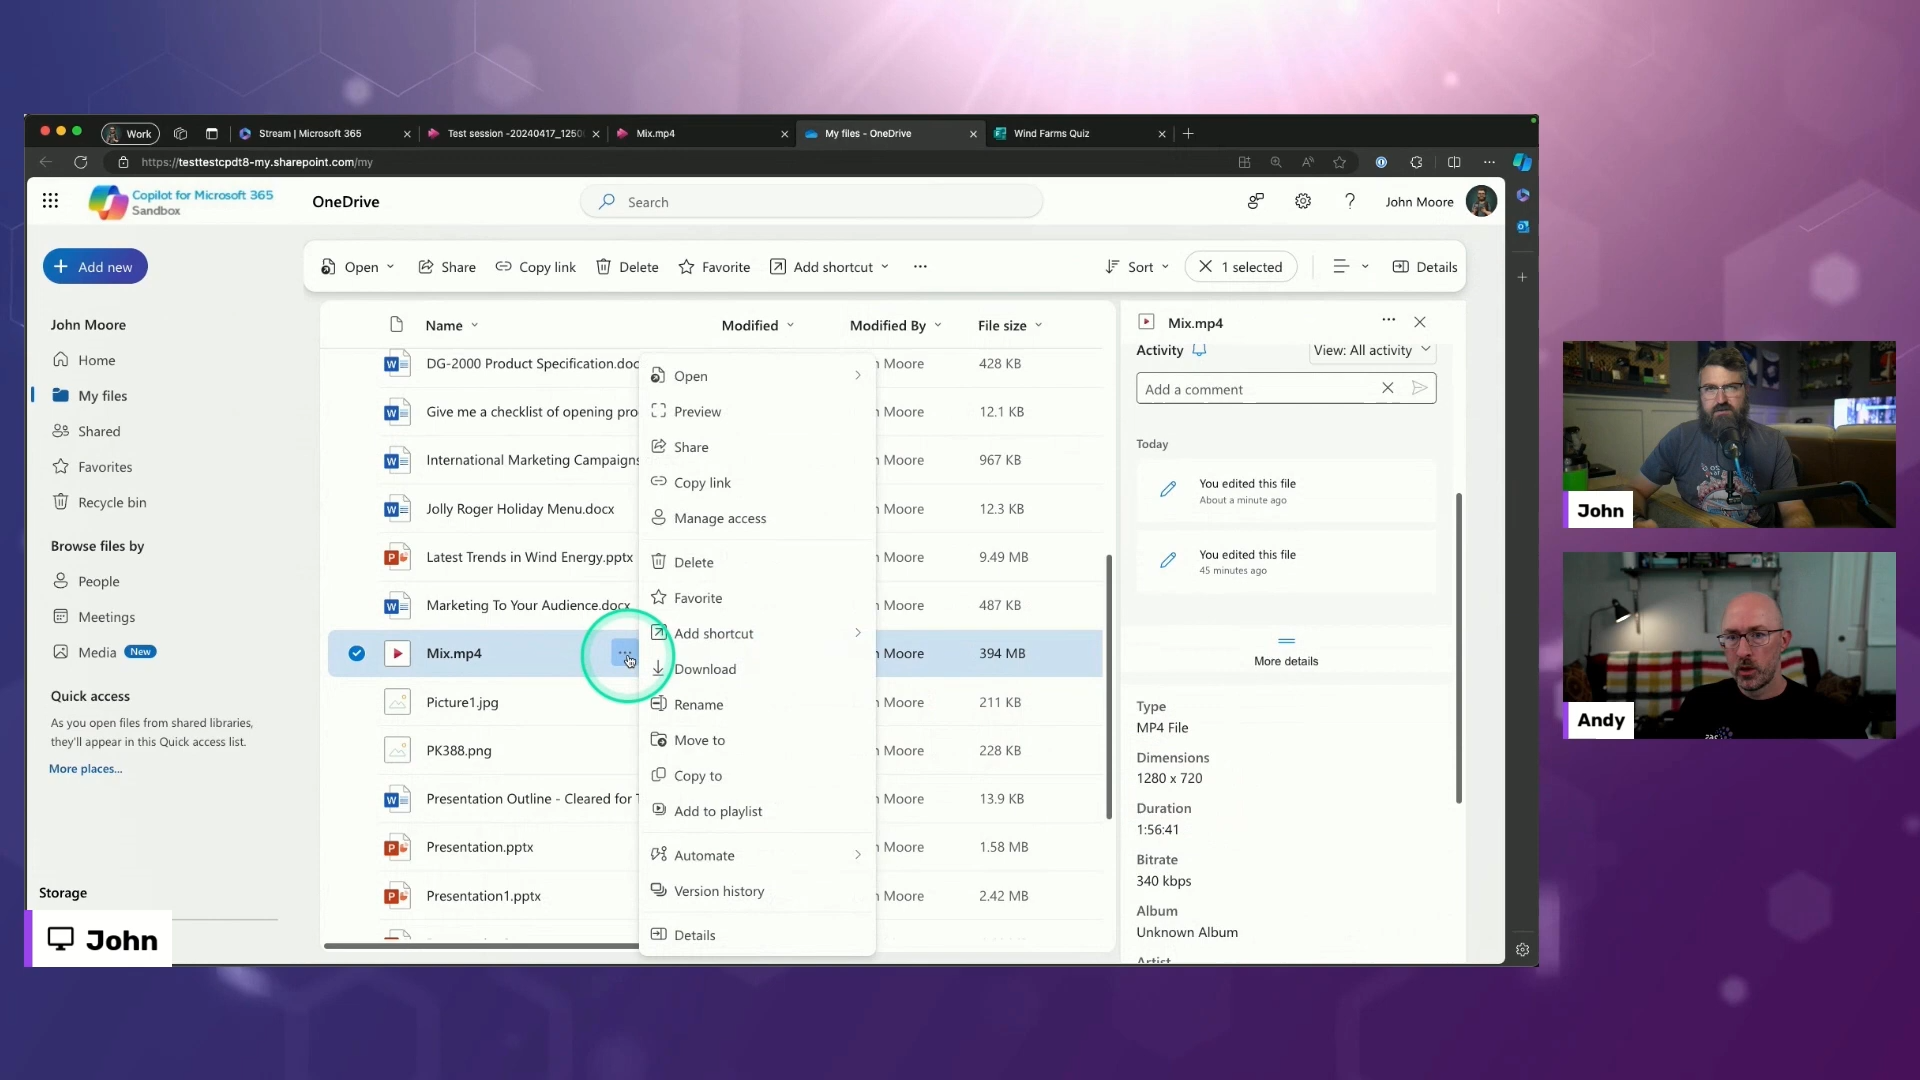 Work
Stream | Microsoft 365
Test session -20240417_1250
Mix.mp4
My files - OneDrive
Wind Farms Quiz
https://testtestcpdt8-my.sharepoint.com/my
Copilot for Microsoft 365
Sandbox
OneDrive
Search
John Moore
Add new
Open
Share
Copy link
Delete
Favorite
Add shortcut
Sort
1 selected
Details
John Moore
Home
My files
Shared
Favorites
Recycle bin
Browse files by
People
Meetings
Media New
Quick access
As you open files from shared libraries,
they'll appear in this Quick access list.
More places...
Storage
John
Name
Modified
Modified By
File size
DG-2000 Product Specification.doc
n Moore
428 KB
Give me a checklist of opening pro
n Moore
12.1 KB
International Marketing Campaigns
n Moore
967 KB
Jolly Roger Holiday Menu.docx
n Moore
12.3 KB
Latest Trends in Wind Energy.pptx
n Moore
9.49 MB
Marketing To Your Audience.docx
n Moore
487 KB
Mix.mp4
n Moore
394 MB
Picture1.jpg
n Moore
211 KB
PK388.png
n Moore
228 KB
Presentation Outline - Cleared for T
n Moore
13.9 KB
Presentation.pptx
n Moore
1.58 MB
Presentation1.pptx
n Moore
2.42 MB
Open
Preview
Share
Copy link
Manage access
Delete
Favorite
Add shortcut
Download
Rename
Move to
Copy to
Add to playlist
Automate
Version history
Details
Mix.mp4
Activity
View: All activity
Add a comment
Today
You edited this file
About a minute ago
You edited this file
45 minutes ago
More details
Type
MP4 File
Dimensions
1280 x 720
Duration
1:56:41
Bitrate
340 kbps
Album
Unknown Album
Artist
John
Andy